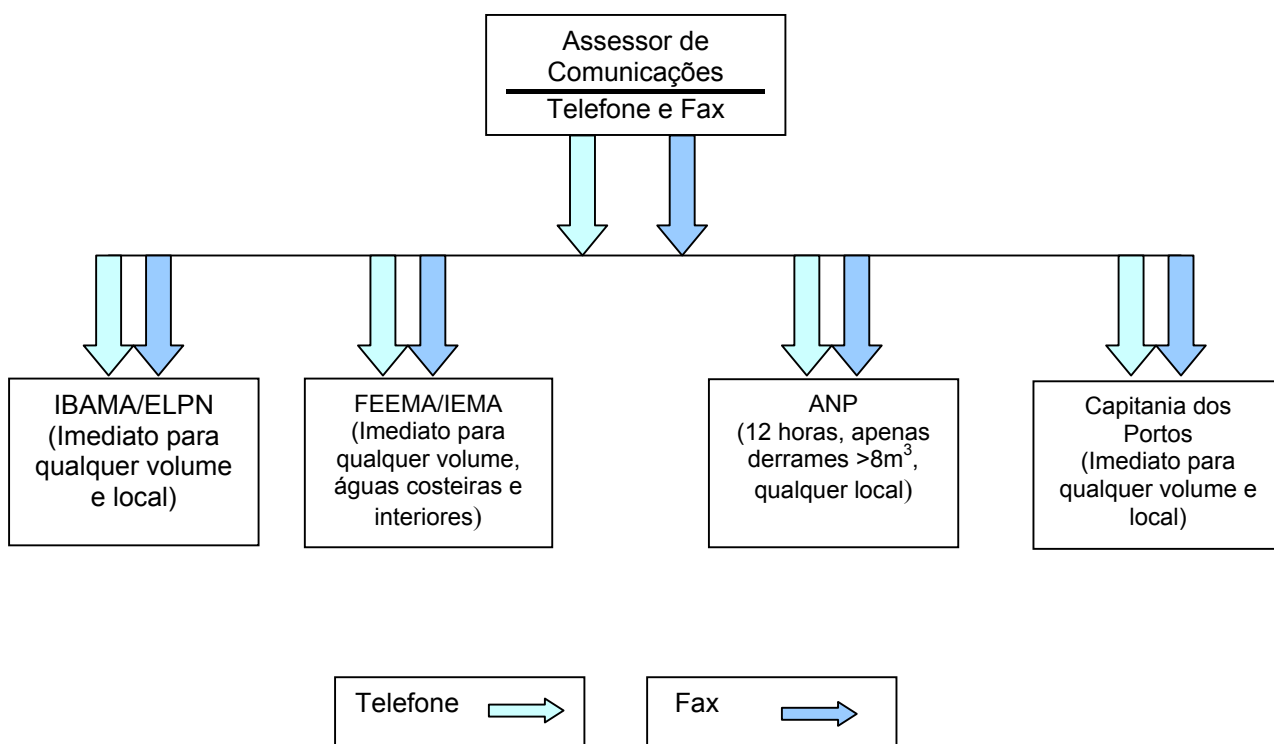 Assessor de
Comunicações
Telefone e Fax
IBAMA/ELPN
(Imediato para
qualquer volume
e local)
FEEMA/IEMA
(Imediato para
qualquer volume,
águas costeiras e
interiores)
ANP
(12 horas, apenas
derrames >8m³,
qualquer local)
Capitania dos
Portos
(Imediato para
qualquer volume e
local)
Telefone
Fax